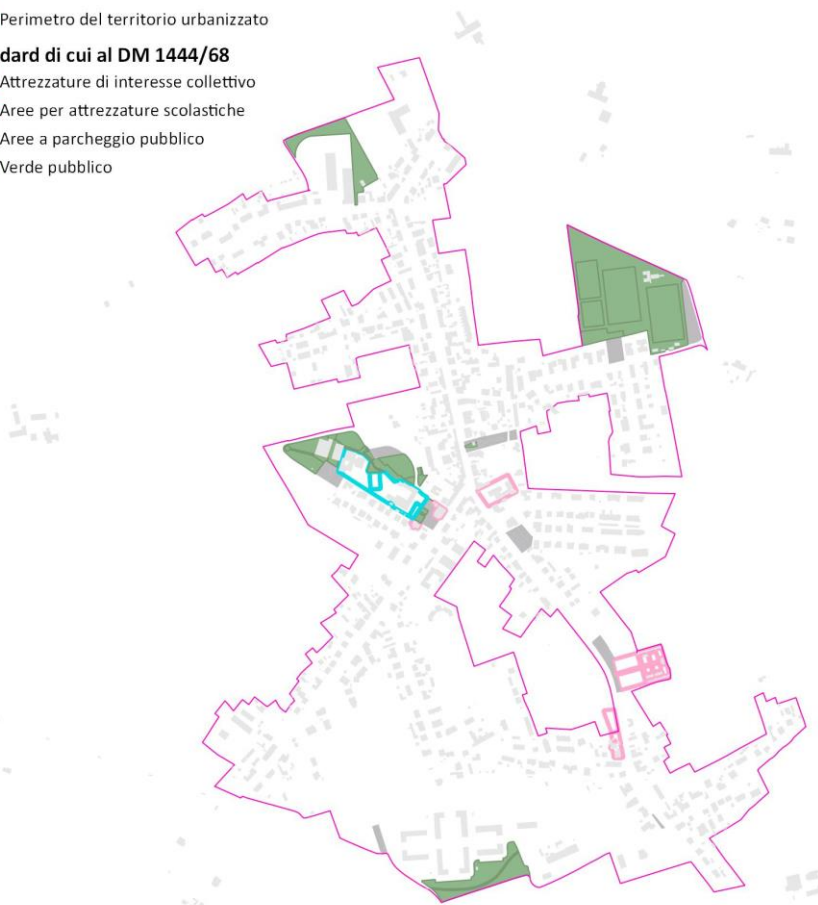 Perimetro del territorio urbanizzato
dard di cui al DM 1444/68
Attrezzature di interesse collettivo
Aree per attrezzature scolastiche
Aree a parcheggio pubblico
Verde pubblico